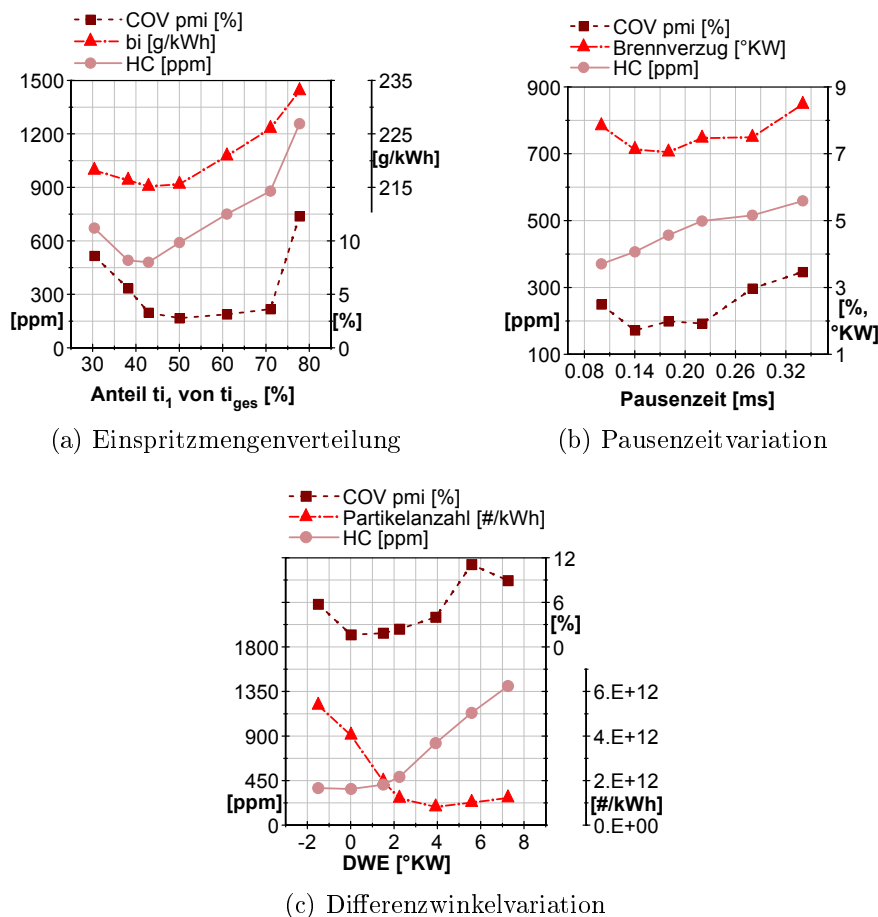 COV pmi [%]
bi [g/kWh]
HC [ppm]
1500
1200
900
600
300
0
[ppm]
235
225
215
[g/kWh]
10
5
0
[%]
30 40 50 60 70 80
Anteil ti1 von tiges [%]
(a) Einspritzmengenverteilung
COV pmi [%]
Brennverzug [°KW]
HC [ppm]
900
700
500
300
100
[ppm]
9
7
5
3
1
[%,
°KW]
0.08 0.14 0.20 0.26 0.32
Pausenzeit [ms]
(b) Pausenzeitvariation
COV pmi [%]
Partikelanzahl [#/kWh]
HC [ppm]
12
6
0
[%]
1800
1350
900
450
0
[ppm]
6.E+12
4.E+12
2.E+12
0.E+00
[#/kWh]
-2 0 2 4 6 8
DWE [°KW]
(c) Differenzwinkelvariation